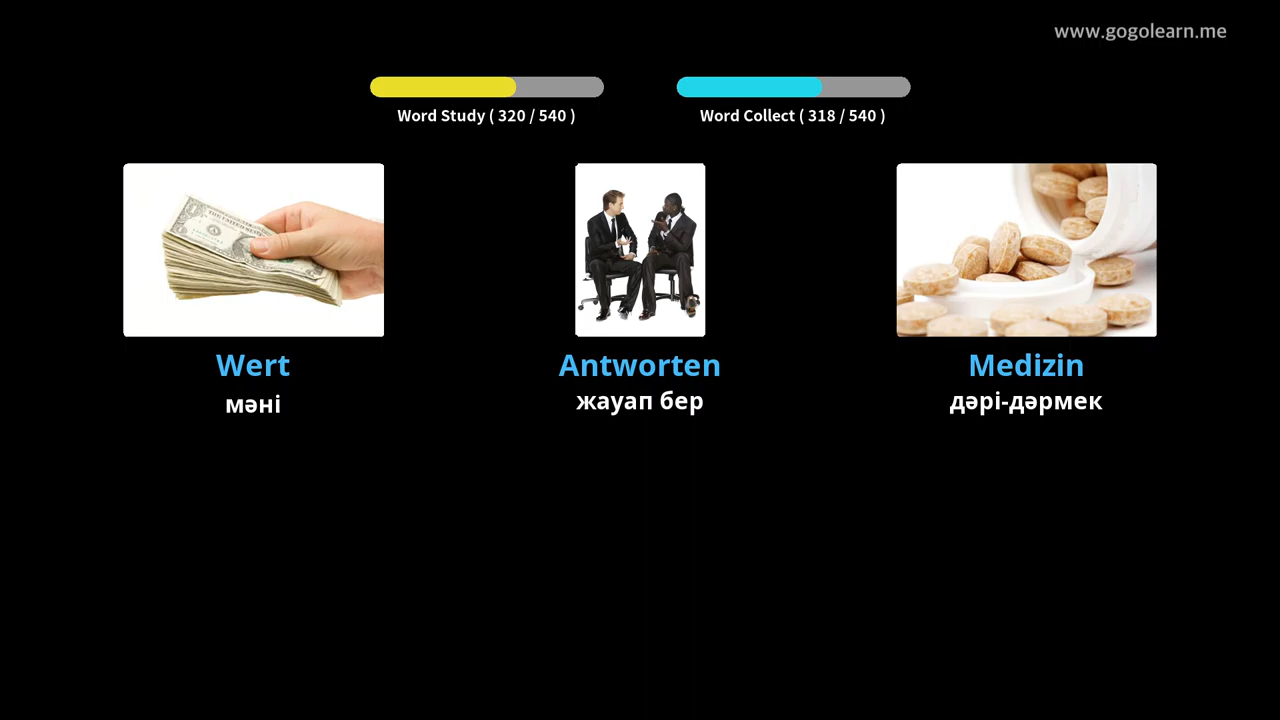 www.gogolearn.me
Word Study ( 320 / 540 )
Word Collect ( 318 / 540 )
Wert
мәні
Antworten
жауап бер
Medizin
дәрі-дәрмек